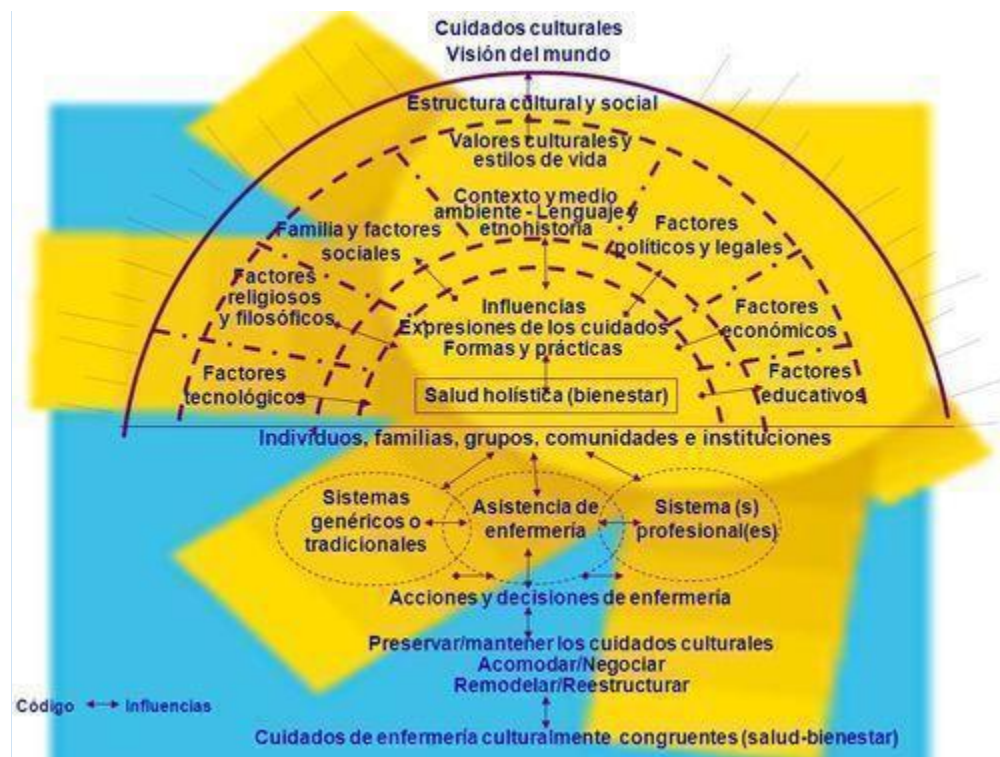 Cuidados culturales
Visión del mundo
Estructura cultural y social
Valores culturales y
estilos de vida
Contexto y medio
ambiente - Lenguaje y
etnohistoria
Familia y factores
sociales
Factores
políticos y legales
Factores
religiosos
y filosóficos
Influencias
Expresiones de los cuidados
Formas y prácticas
Factores
económicos
Factores
tecnológicos
Salud holística (bienestar)
Factores
educativos
Individuos, familias, grupos, comunidades e instituciones
Sistemas
genéricos o
tradicionales
Asistencia de
enfermería
Sistema (s)
profesional(es)
Acciones y decisiones de enfermería
Preservar/mantener los cuidados culturales
Acomodar/Negociar
Remodelar/Reestructurar
Código Influencias
Cuidados de enfermería culturalmente congruentes (salud-bienestar)